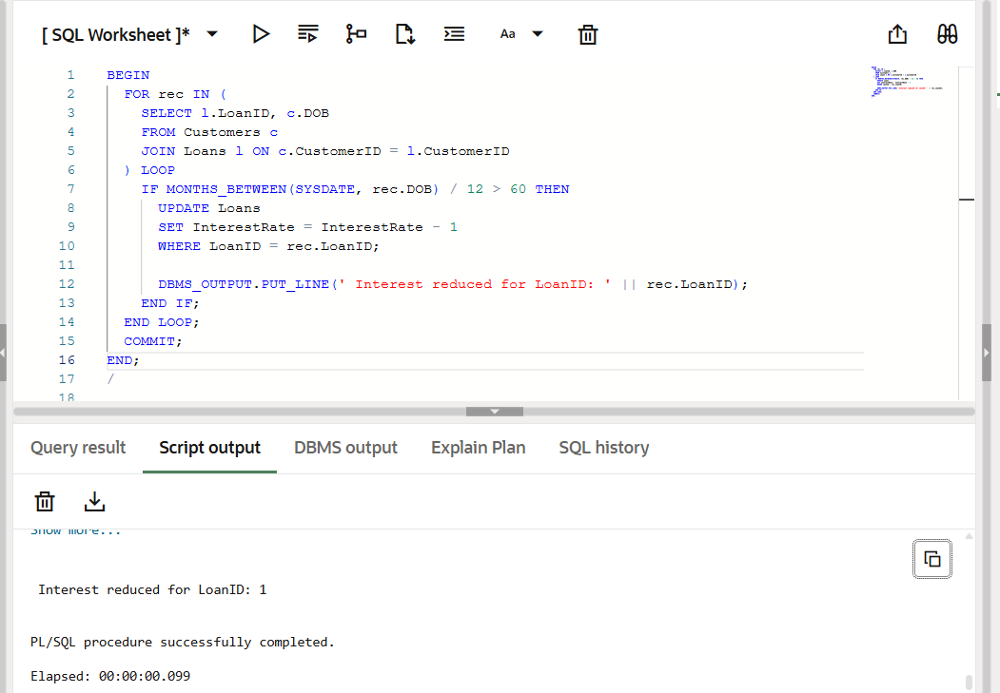 [ SQL Worksheet ]*
Aa
1 BEGIN
2 FOR rec IN (
3 SELECT l.LoanID, c.DOB
4 FROM Customers c
5 JOIN Loans l ON c.CustomerID = l.CustomerID
6 ) LOOP
7 IF MONTHS_BETWEEN(SYSDATE, rec.DOB) / 12 > 60 THEN
8 UPDATE Loans
9 SET InterestRate = InterestRate - 1
10 WHERE LoanID = rec.LoanID;
11
12 DBMS_OUTPUT.PUT_LINE(' Interest reduced for LoanID: ' || rec.LoanID);
13 END IF;
14 END LOOP;
15 COMMIT;
16 END;
17 /
18
Query result Script output DBMS output Explain Plan SQL history
Show more...
Interest reduced for LoanID: 1
PL/SQL procedure successfully completed.
Elapsed: 00:00:00.099